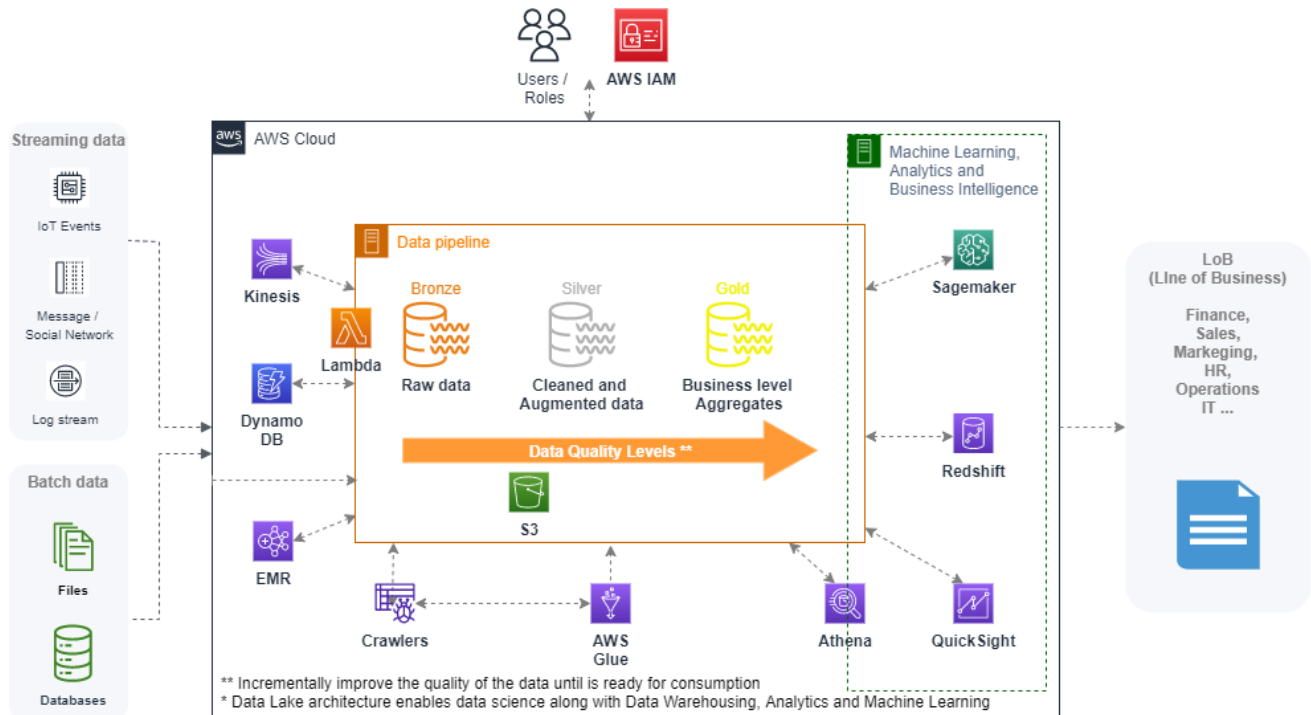 Users /
Roles
AWS IAM
Streaming data
IoT Events
Message /
Social Network
Log stream
Batch data
Files
Databases
aws
AWS Cloud
Machine Learning,
Analytics and
Business Intelligence
Data pipeline
Kinesis
Lambda
Dynamo
DB
EMR
Bronze
Raw data
Silver
Cleaned and
Augmented data
Gold
Business level
Aggregates
Data Quality Levels **
S3
Crawlers
AWS
Glue
Athena
QuickSight
Sagemaker
Redshift
LoB
(LIne of Business)
Finance,
Sales,
Markeging,
HR,
Operations
IT ...
** Incrementally improve the quality of the data until is ready for consumption
* Data Lake architecture enables data science along with Data Warehousing, Analytics and Machine Learning